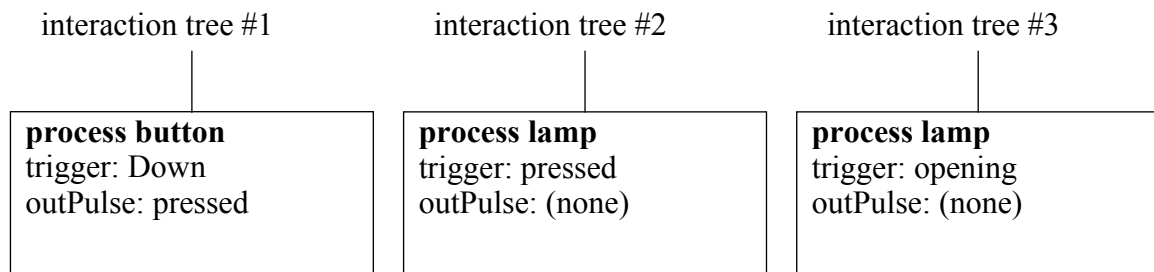 interaction tree #1
interaction tree #2
interaction tree #3
process button
trigger: Down
outPulse: pressed
process lamp
trigger: pressed
outPulse: (none)
process lamp
trigger: opening
outPulse: (none)